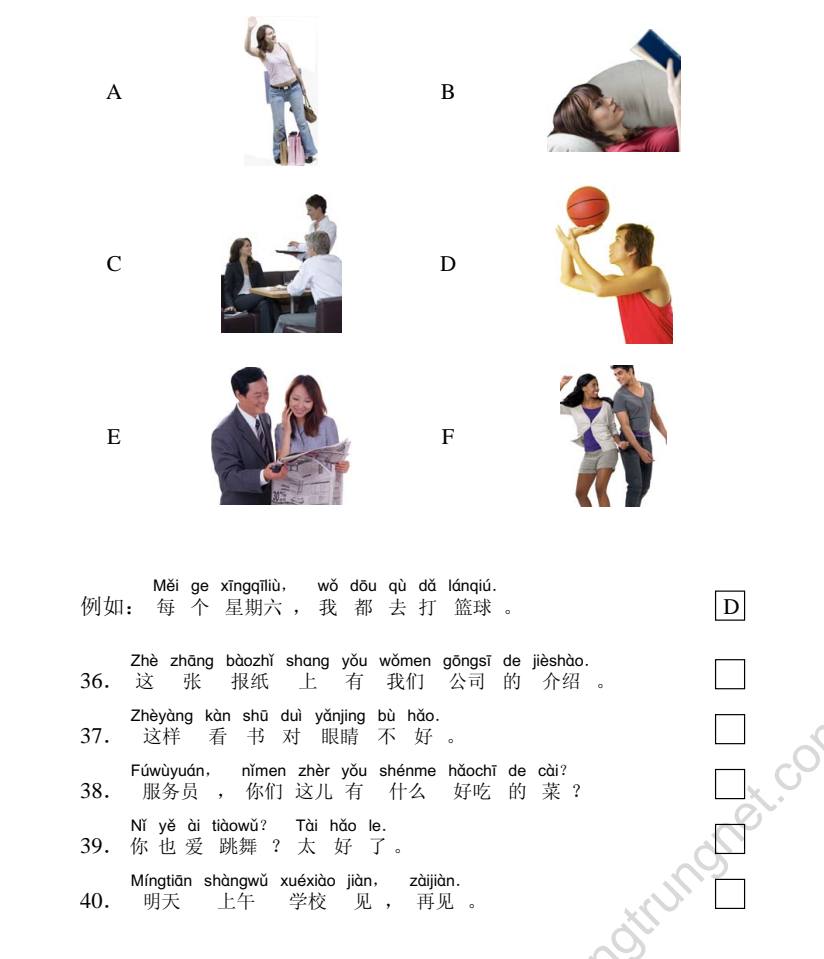 A
B
C
D
E
F
Měi ge xīngqīliù, wǒ dōu qù dǎ lánqiú.
例如：每个星期六，我都去打篮球。 D
Zhè zhāng bàozhǐ shang yǒu wǒmen gōngsī de jièshào.
36. 这张报纸上有我们公司的介绍。
Zhèyàng kàn shū duì yǎnjing bù hǎo.
37. 这样看书对眼睛不好。
Fúwùyuán, nǐmen zhèr yǒu shénme hǎochī de cài?
38. 服务员，你们这儿有什么好吃的菜？
Nǐ yě ài tiàowǔ? Tài hǎo le.
39. 你也爱跳舞？太好了。
Míngtiān shàngwǔ xuéxiào jiàn, zàijiàn.
40. 明天上午学校见，再见。
ngtrungnet.com